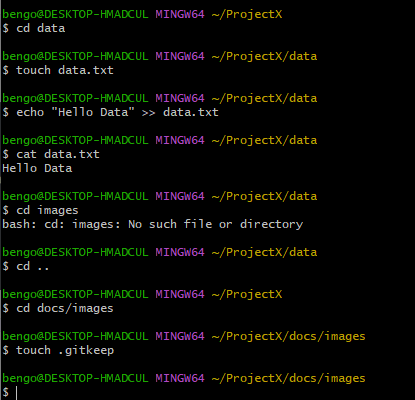 bengo@DESKTOP-HMADCUL MINGW64 ~/ProjectX
$ cd data
bengo@DESKTOP-HMADCUL MINGW64 ~/ProjectX/data
$ touch data.txt
bengo@DESKTOP-HMADCUL MINGW64 ~/ProjectX/data
$ echo "Hello Data" >> data.txt
bengo@DESKTOP-HMADCUL MINGW64 ~/ProjectX/data
$ cat data.txt
Hello Data
bengo@DESKTOP-HMADCUL MINGW64 ~/ProjectX/data
$ cd images
bash: cd: images: No such file or directory
bengo@DESKTOP-HMADCUL MINGW64 ~/ProjectX/data
$ cd ..
bengo@DESKTOP-HMADCUL MINGW64 ~/ProjectX
$ cd docs/images
bengo@DESKTOP-HMADCUL MINGW64 ~/ProjectX/docs/images
$ touch .gitkeep
bengo@DESKTOP-HMADCUL MINGW64 ~/ProjectX/docs/images
$